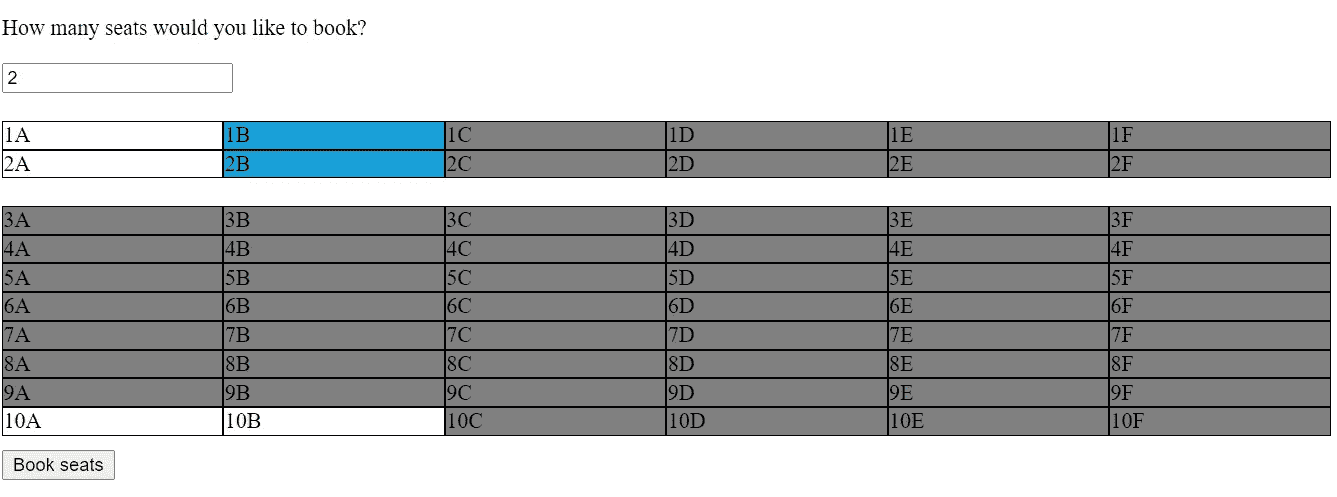 How many seats would you like to book?
2
1A 1B 1C 1D 1E 1F
2A 2B 2C 2D 2E 2F
3A 3B 3C 3D 3E 3F
4A 4B 4C 4D 4E 4F
5A 5B 5C 5D 5E 5F
6A 6B 6C 6D 6E 6F
7A 7B 7C 7D 7E 7F
8A 8B 8C 8D 8E 8F
9A 9B 9C 9D 9E 9F
10A 10B 10C 10D 10E 10F
Book seats